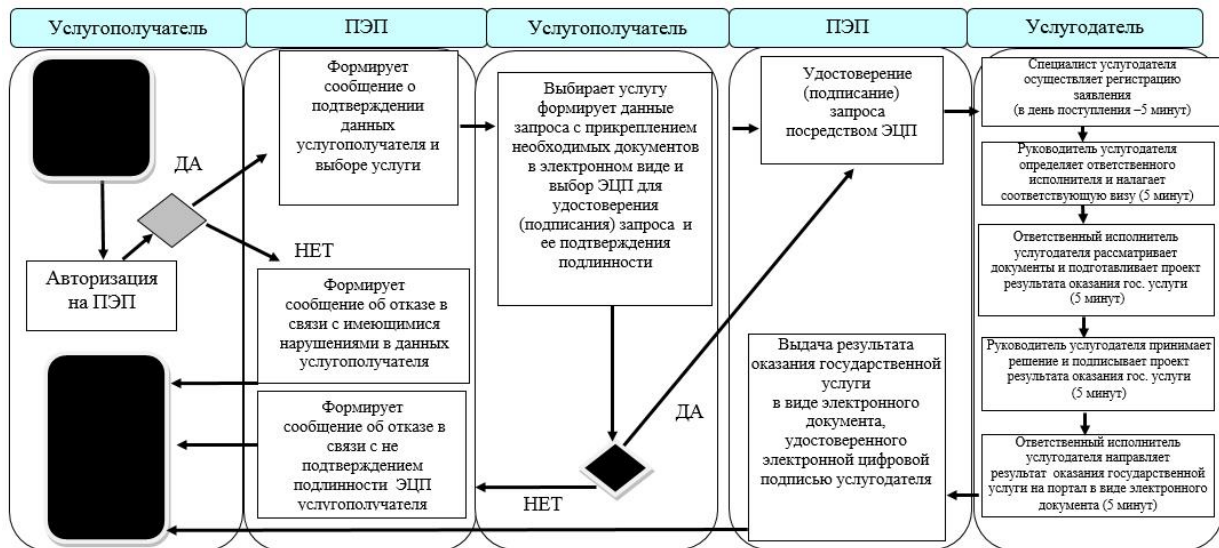 Услугополучатель
ПЭП
Услугополучатель
ПЭП
Услугодатель
ДА
Авторизация
на ПЭП
Формирует
сообщение о
подтверждении
данных
услугополучателя и
выборе услуги
НЕТ
Формирует
сообщение об отказе в
связи с имеющимися
нарушениями в данных
услугополучателя
Формирует
сообщение об отказе в
связи с не
подтверждением
подлинности ЭЦП
услугополучателя
Выбирает услугу
формирует данные
запроса с прикреплением
необходимых документов
в электронном виде и
выбор ЭЦП для
удостоверения
(подписания) запроса и
ее подтверждения
подлинности
ДА
НЕТ
Удостоверение
(подписание)
запроса
посредством ЭЦП
Выдача результата
оказания государственной
услуги
в виде электронного
документа,
удостоверенного
электронной цифровой
подписью услугодателя
Специалист услугодателя
осуществляет регистрацию
заявления
(в день поступления –5 минут)
Руководитель услугодателя
определяет ответственного
исполнителя и налагает
соответствующую визу (5 минут)
Ответственный исполнитель
услугодателя рассматривает
документы и подготавливает проект
результата оказания гос. услуги
(5 минут)
Руководитель услугодателя принимает
решение и подписывает проект
результата оказания гос. услуги
(5 минут)
Ответственный исполнитель
услугодателя направляет
результат оказания государственной
услуги на портал в виде электронного
документа (5 минут)